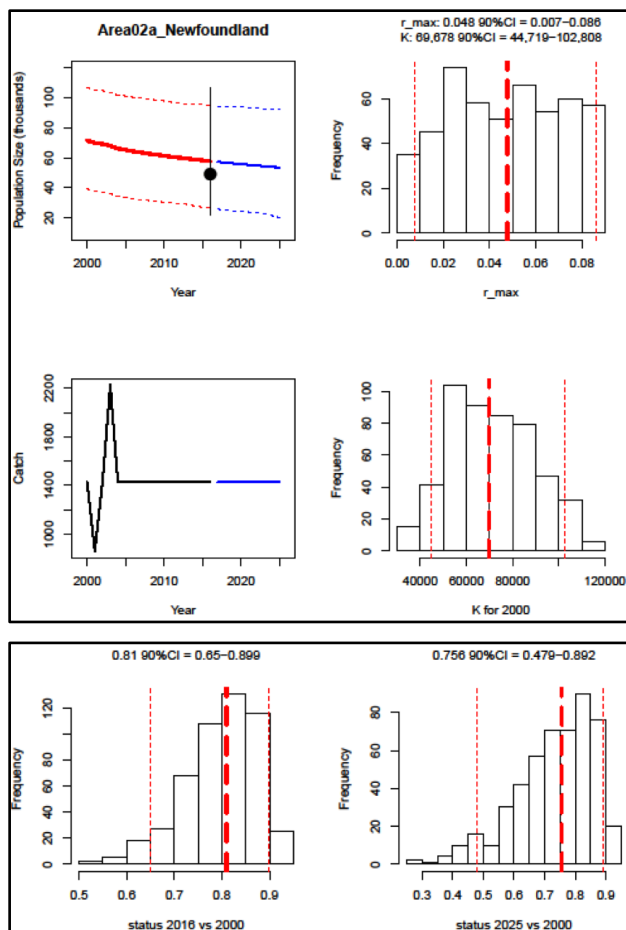 Area02a_Newfoundland
Population Size (thousands)
20 40 60 80 100
2000 2010 2020
Year
r_max: 0.048 90%CI = 0.007−0.086
K: 69,678 90%CI = 44,719−102,808
Frequency
0 20 40 60
0.00 0.02 0.04 0.06 0.08
r_max
Catch
1000 1400 1800 2200
2000 2010 2020
Year
Frequency
0 20 40 60 80 100
40000 60000 80000 120000
K for 2000
0.81 90%CI = 0.65−0.899
Frequency
0 20 40 60 80 120
0.5 0.6 0.7 0.8 0.9
status 2016 vs 2000
0.756 90%CI = 0.479−0.892
Frequency
0 20 40 60 80
0.3 0.4 0.5 0.6 0.7 0.8 0.9
status 2025 vs 2000